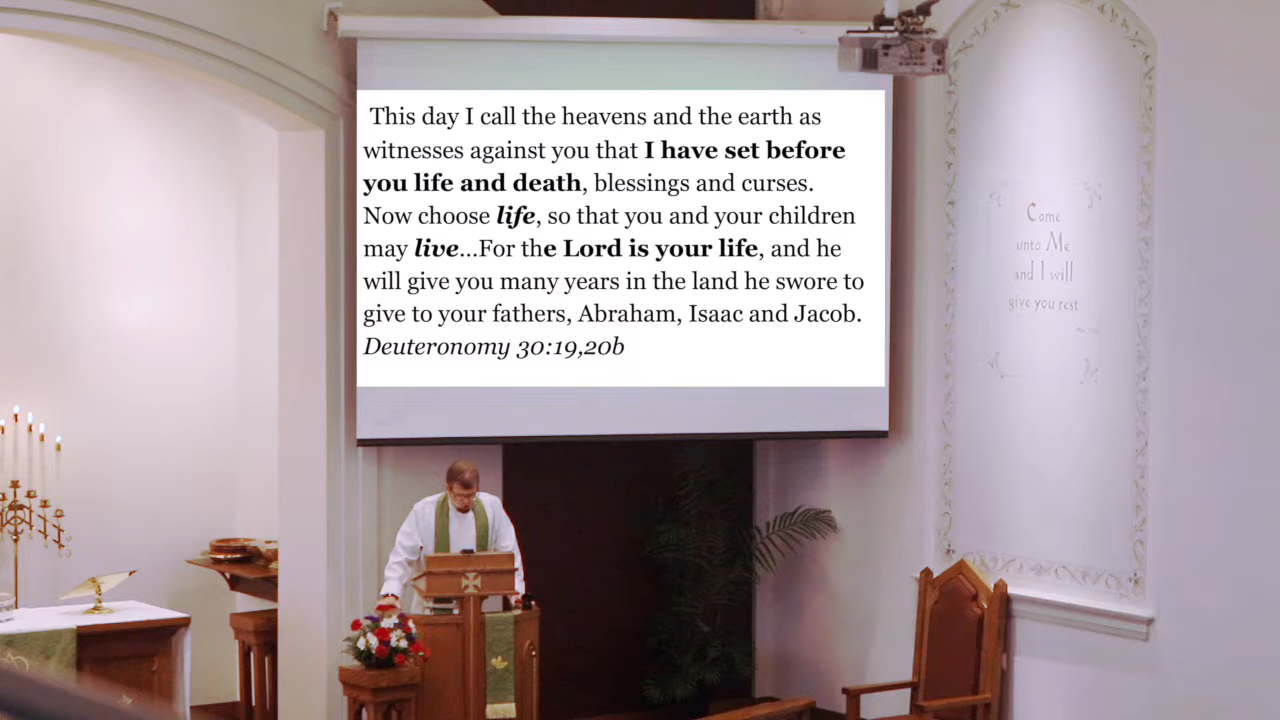 This day I call the heavens and the earth as
witnesses against you that I have set before
you life and death, blessings and curses.
Now choose life, so that you and your children
may live...For the Lord is your life, and he
will give you many years in the land he swore to
give to your fathers, Abraham, Isaac and Jacob.
Deuteronomy 30:19,20b
Come
unto Me
and I will
give you rest